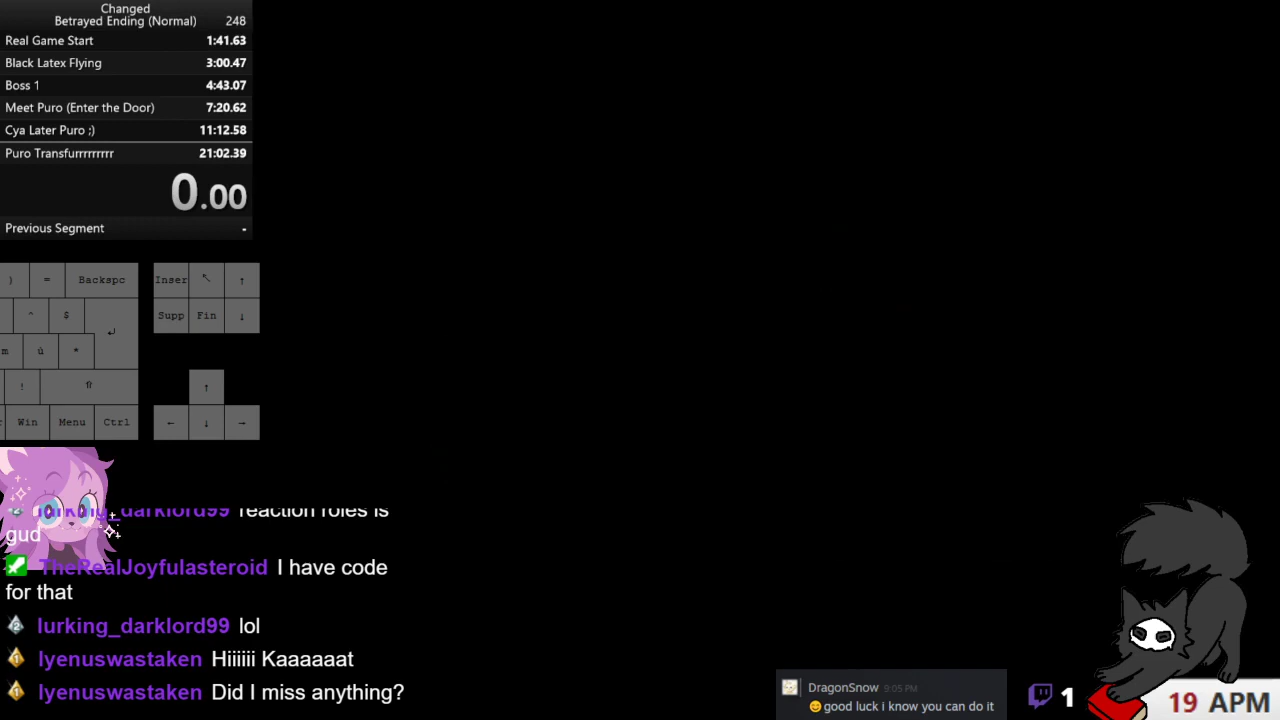 Changed
Betrayed Ending (Normal) 248
Real Game Start 1:41.63
Black Latex Flying 3:00.47
Boss 1 4:43.07
Meet Puro (Enter the Door) 7:20.62
Cya Later Puro ;) 11:12.58
Puro Transfurrrrrrrrr 21:02.39
0.00
Previous Segment -
) = Backspc Inser ↖ ↑
^ $ ↵ Supp Fin ↓
m ù *
! ⇧ ↑
Win Menu Ctrl ← ↓ →
lurking_darklord99 reaction roles is
gud
TheRealJoyfulasteroid I have code
for that
lurking_darklord99 lol
lyenuswastaken Hiiiiii Kaaaaaat
lyenuswastaken Did I miss anything?
DragonSnow 9:05 PM
😊good luck i know you can do it
1
19 APM